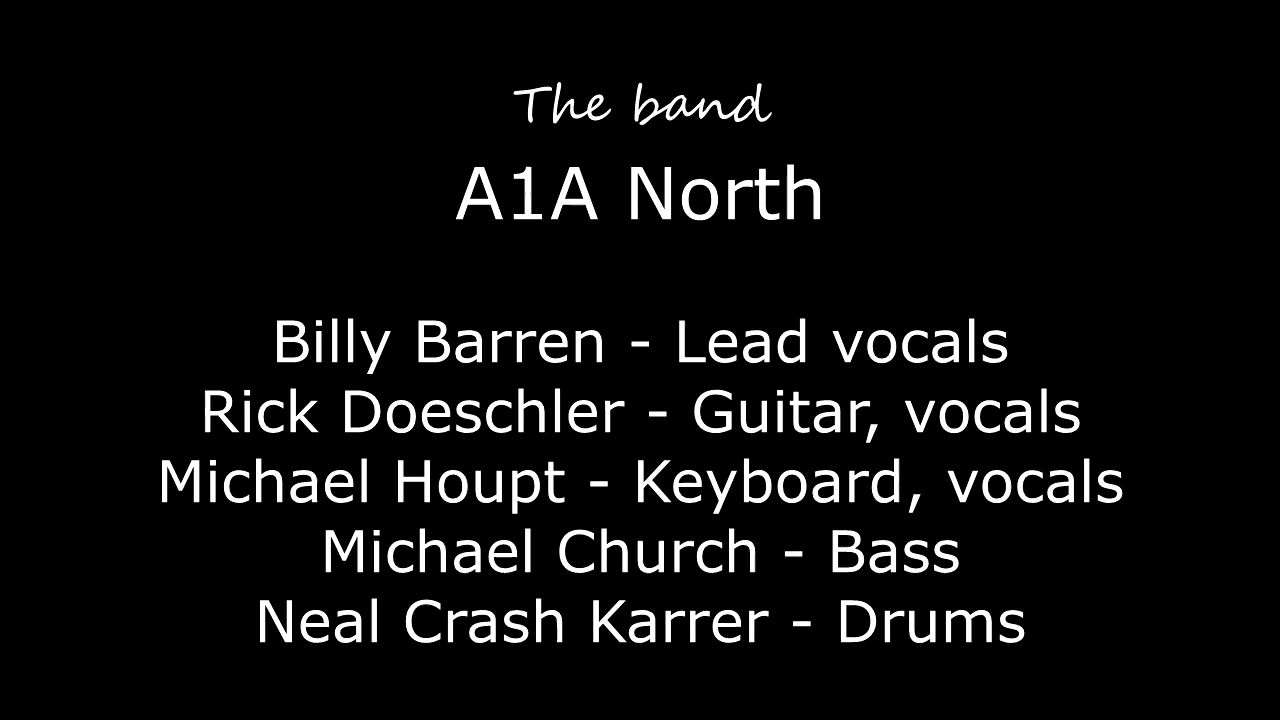 The band
A1A North
Billy Barren - Lead vocals
Rick Doeschler - Guitar, vocals
Michael Houpt - Keyboard, vocals
Michael Church - Bass
Neal Crash Karrer - Drums